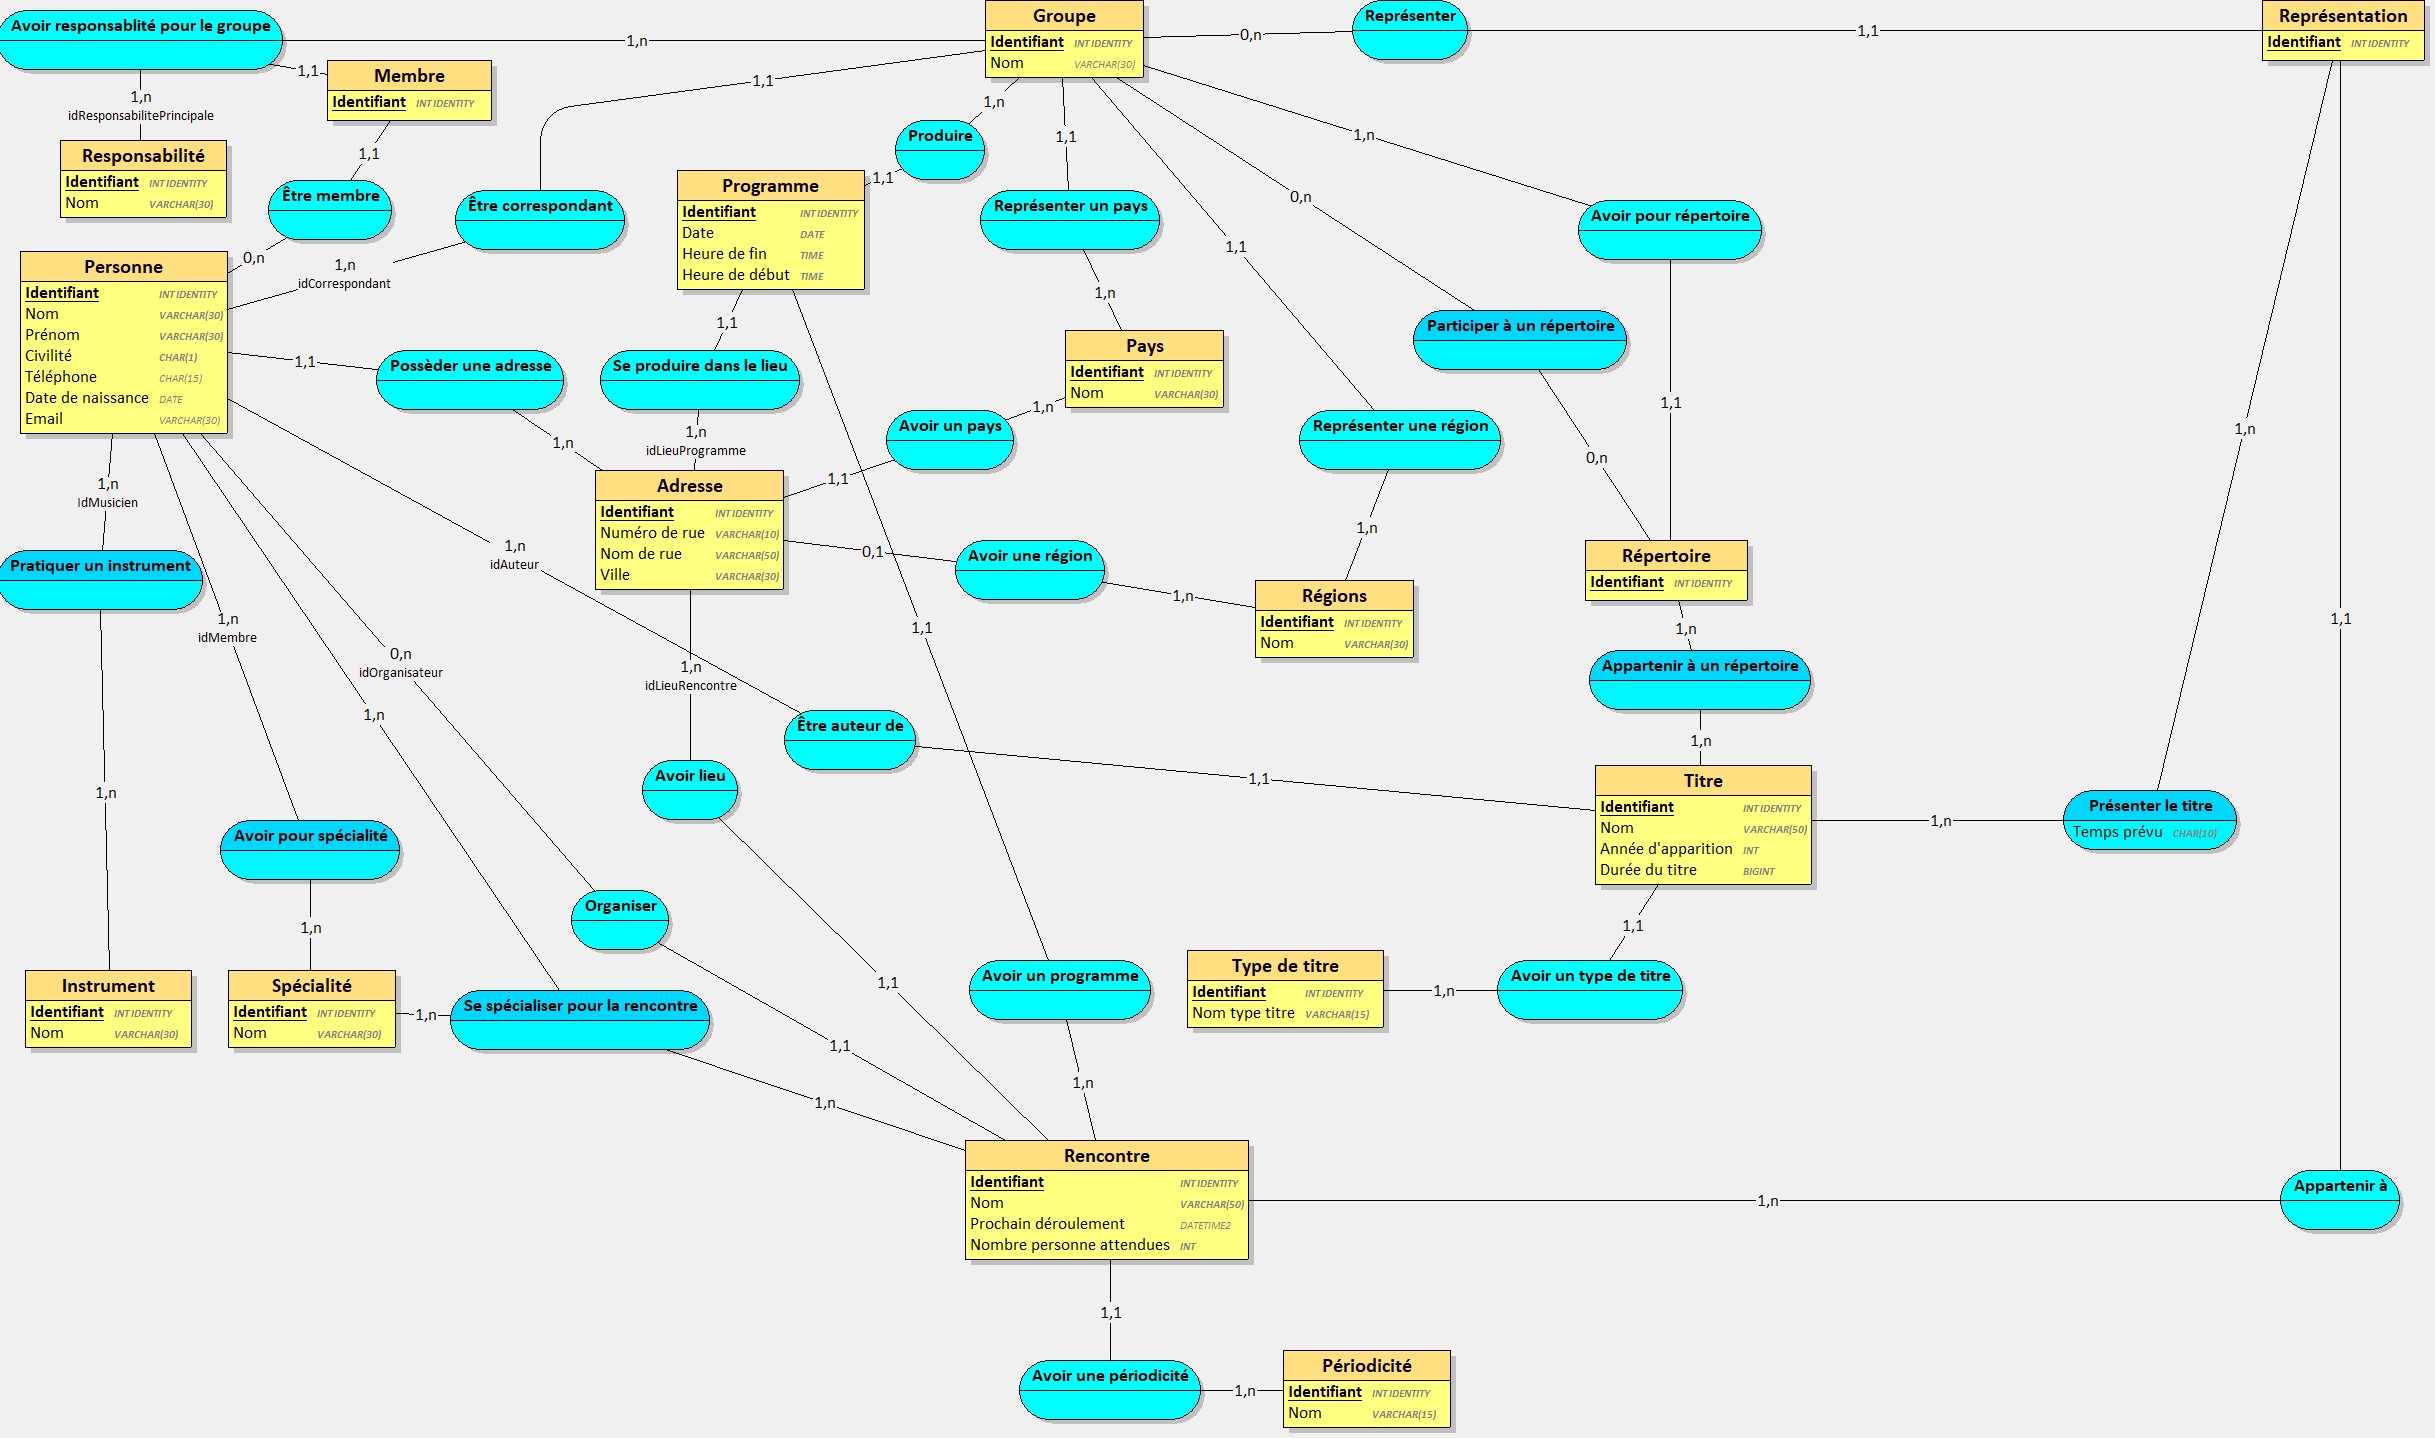 Avoir responsablité pour le groupe
1,n
1,1
1,n
idResponsabilitePrincipale
Groupe
Identifiant INT IDENTITY
Nom VARCHAR(30)
0,n
Représenter
1,1
Représentation
Identifiant INT IDENTITY
Membre
Identifiant INT IDENTITY
1,1
Responsabilité
Identifiant INT IDENTITY
Nom VARCHAR(30)
Être membre
0,n
1,1
Être correspondant
1,n
idCorrespondant
1,n
Produire
1,1
Programme
Identifiant INT IDENTITY
Date DATE
Heure de fin TIME
Heure de début TIME
1,1
Représenter un pays
1,n
Pays
Identifiant INT IDENTITY
Nom VARCHAR(30)
1,n
Avoir pour répertoire
1,1
0,n
Participer à un répertoire
0,n
1,1
Représenter une région
1,n
Personne
Identifiant INT IDENTITY
Nom VARCHAR(30)
Prénom VARCHAR(30)
Civilité CHAR(1)
Téléphone CHAR(15)
Date de naissance DATE
Email VARCHAR(30)
1,1
Possèder une adresse
1,n
1,1
Se produire dans le lieu
1,n
idLieuProgramme
Avoir un pays
1,n
1,1
Adresse
Identifiant INT IDENTITY
Numéro de rue VARCHAR(10)
Nom de rue VARCHAR(50)
Ville VARCHAR(30)
0,1
Avoir une région
1,n
Régions
Identifiant INT IDENTITY
Nom VARCHAR(30)
Répertoire
Identifiant INT IDENTITY
1,n
Appartenir à un répertoire
1,n
1,n
IdMusicien
Pratiquer un instrument
1,n
1,n
idMembre
0,n
idOrganisateur
1,n
1,n
idAuteur
1,n
idLieuRencontre
1,1
Être auteur de
1,1
Avoir lieu
1,1
Titre
Identifiant INT IDENTITY
Nom VARCHAR(50)
Année d'apparition INT
Durée du titre BIGINT
1,n
Présenter le titre
Temps prévu CHAR(10)
1,n
1,1
Avoir pour spécialité
1,n
Organiser
1,1
Instrument
Identifiant INT IDENTITY
Nom VARCHAR(30)
Spécialité
Identifiant INT IDENTITY
Nom VARCHAR(30)
1,n
Se spécialiser pour la rencontre
1,n
Avoir un programme
1,n
Type de titre
Identifiant INT IDENTITY
Nom type titre VARCHAR(15)
1,n
Avoir un type de titre
1,1
Rencontre
Identifiant INT IDENTITY
Nom VARCHAR(50)
Prochain déroulement DATETIME2
Nombre personne attendues INT
1,n
Appartenir à
1,1
Avoir une périodicité
1,n
Périodicité
Identifiant INT IDENTITY
Nom VARCHAR(15)